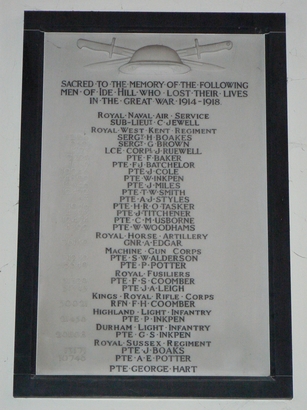 SACRED TO THE MEMORY OF THE FOLLOWING
MEN OF IDE HILL WHO LOST THEIR LIVES
IN THE GREAT WAR 1914-1918.
ROYAL·NAVAL·AIR·SERVICE
SUB-LIEUT C·JEWELL
ROYAL·WEST·KENT·REGIMENT
SERGT H·BOAKES
SERGT G·BROWN
LCE·CORPL J·RUEWELL
PTE·F·BAKER
PTE·F·J·BATCHELOR
PTE·J·COLE
PTE·W·INKPEN
PTE·J·MILES
PTE·T·W·SMITH
PTE·A·J·STYLES
PTE·H·R·O·TASKER
PTE·J·TITCHENER
PTE·C·M·USBORNE
PTE·W·WOODHAMS
ROYAL·HORSE·ARTILLERY
GNR·A·EDGAR
MACHINE·GUN·CORPS
PTE·S·W·ALDERSON
PTE·P·POTTER
ROYAL·FUSILIERS
PTE·F·S·COOMBER
PTE·J·A·LEIGH
KINGS·ROYAL·RIFLE·CORPS
RFN·F·H·COOMBER
HIGHLAND·LIGHT·INFANTRY
PTE·P·INKPEN
DURHAM·LIGHT·INFANTRY
PTE·G·S·INKPEN
ROYAL·SUSSEX·REGIMENT
PTE·J·BOAKS
PTE·A·E·POTTER
PTE·GEORGE·HART